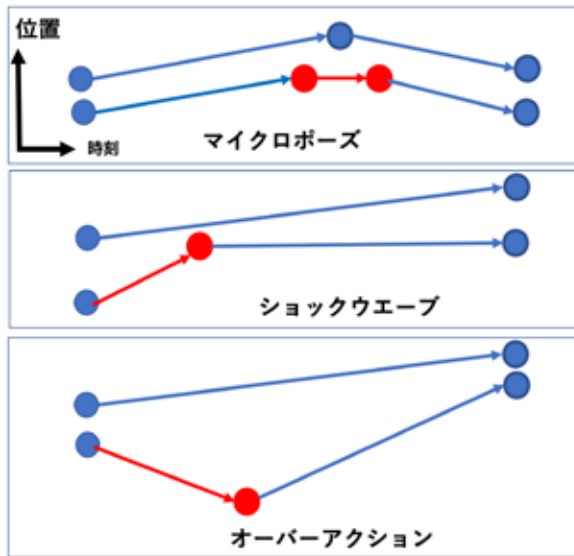 位置
時刻
マイクロポーズ
ショックウエーブ
オーバーアクション